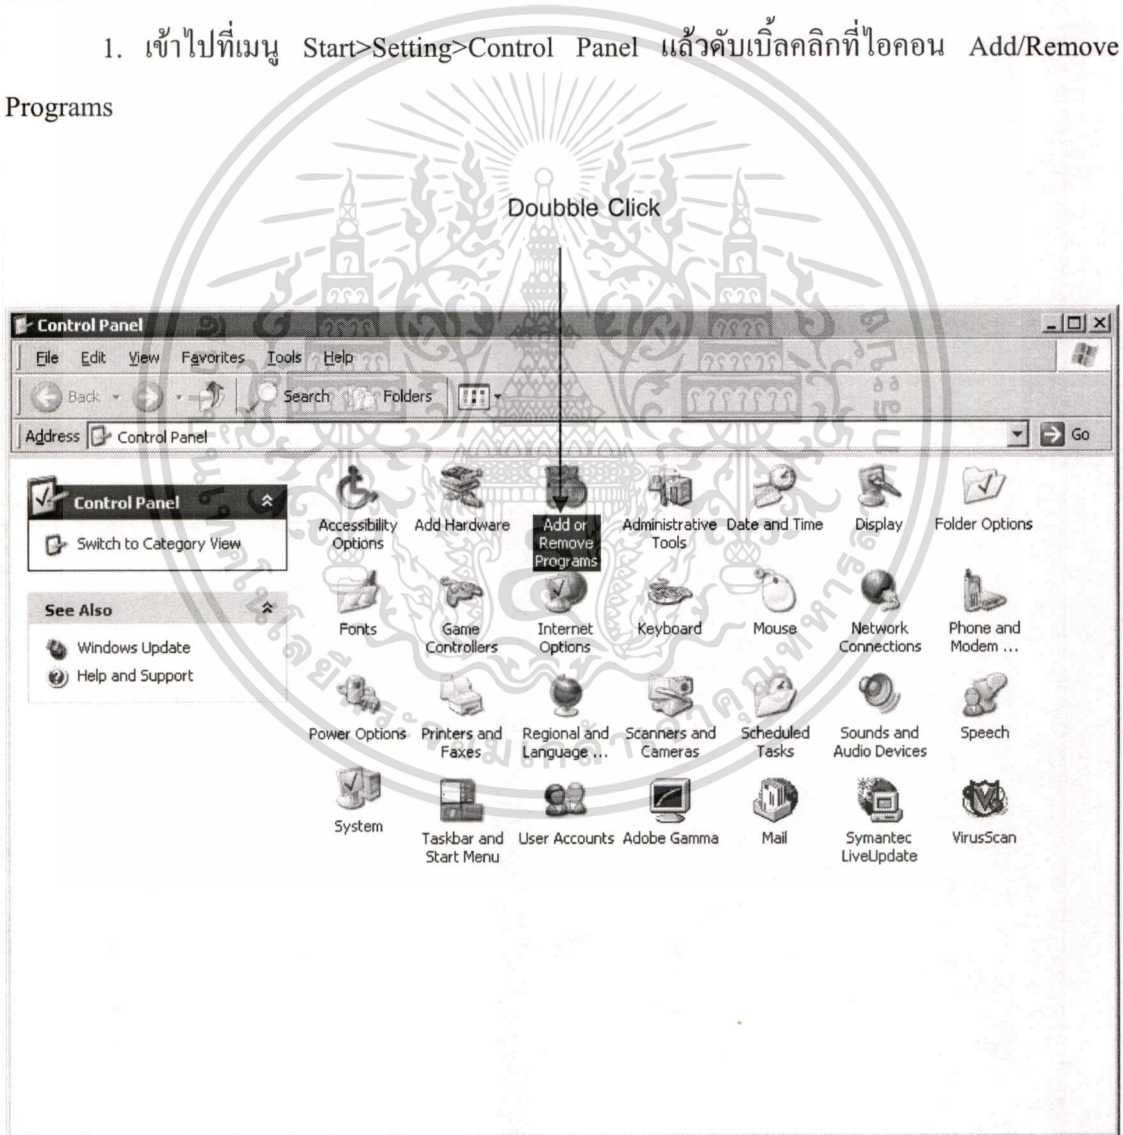 1. เข้าไปที่เมนู Start>Setting>Control Panel แล้วดับเบิ้ลคลิกที่ไอคอน Add/Remove
Programs
Doubble Click
Control Panel
File Edit View Favorites Tools Help
Back Search Folders
Address Control Panel Go
Control Panel
Switch to Category View
See Also
Windows Update
Help and Support
Accessibility Options
Add Hardware
Add or Remove Programs
Administrative Tools
Date and Time
Display
Folder Options
Fonts
Game Controllers
Internet Options
Keyboard
Mouse
Network Connections
Phone and Modem ...
Power Options
Printers and Faxes
Regional and Language ...
Scanners and Cameras
Scheduled Tasks
Sounds and Audio Devices
Speech
System
Taskbar and Start Menu
User Accounts
Adobe Gamma
Mail
Symantec LiveUpdate
VirusScan